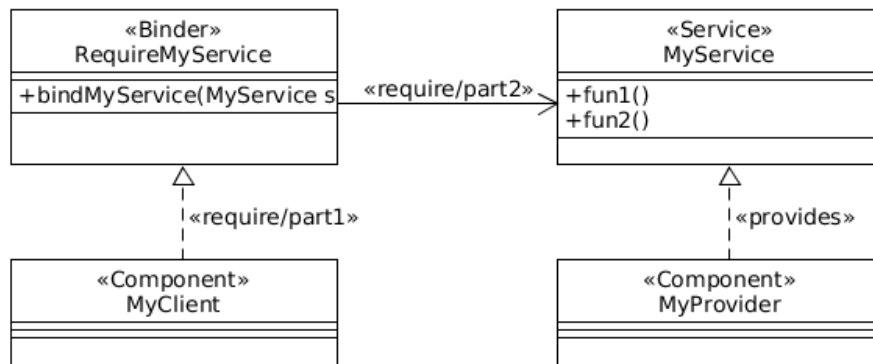 «Binder»
RequireMyService
+bindMyService(MyService s
«require/part2»
«Service»
MyService
+fun1()
+fun2()
«require/part1»
«provides»
«Component»
MyClient
«Component»
MyProvider